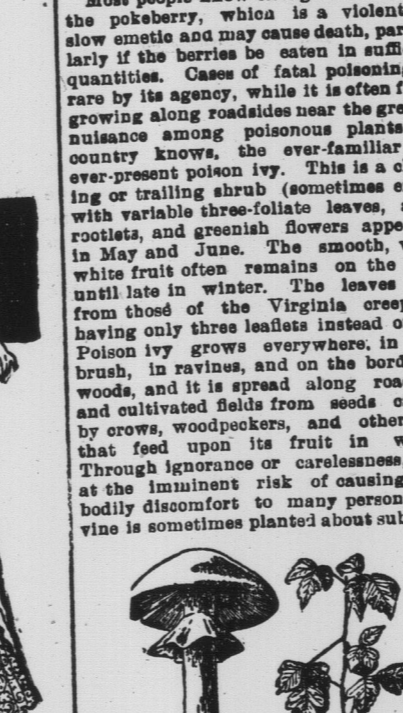 the pokeberry, which is a violent
slow emetic and may cause death, par
larly if the berries be eaten in suffi
quantities. Cases of fatal poisonin
rare by its agency, while it is often f
growing along roadsides near the gre
nuisance among poisonous plants
country knows, the ever-familiar
ever-present poison ivy. This is a c
ing or trailing shrub (sometimes e
with variable three-foliate leaves,
rootlets, and greenish flowers appe
in May and June. The smooth,
white fruit often remains on the
until late in winter. The leaves
from those of the Virginia creep
having only three leaflets instead o
Poison ivy grows everywhere, in
brush, in ravines, and on the bord
woods, and it is spread along roa
and cultivated fields from seeds c
by crows, woodpeckers, and other
that feed upon its fruit in w
Through ignorance or carelessness,
at the imminent risk of causing
bodily discomfort to many person
vine is sometimes planted about sub